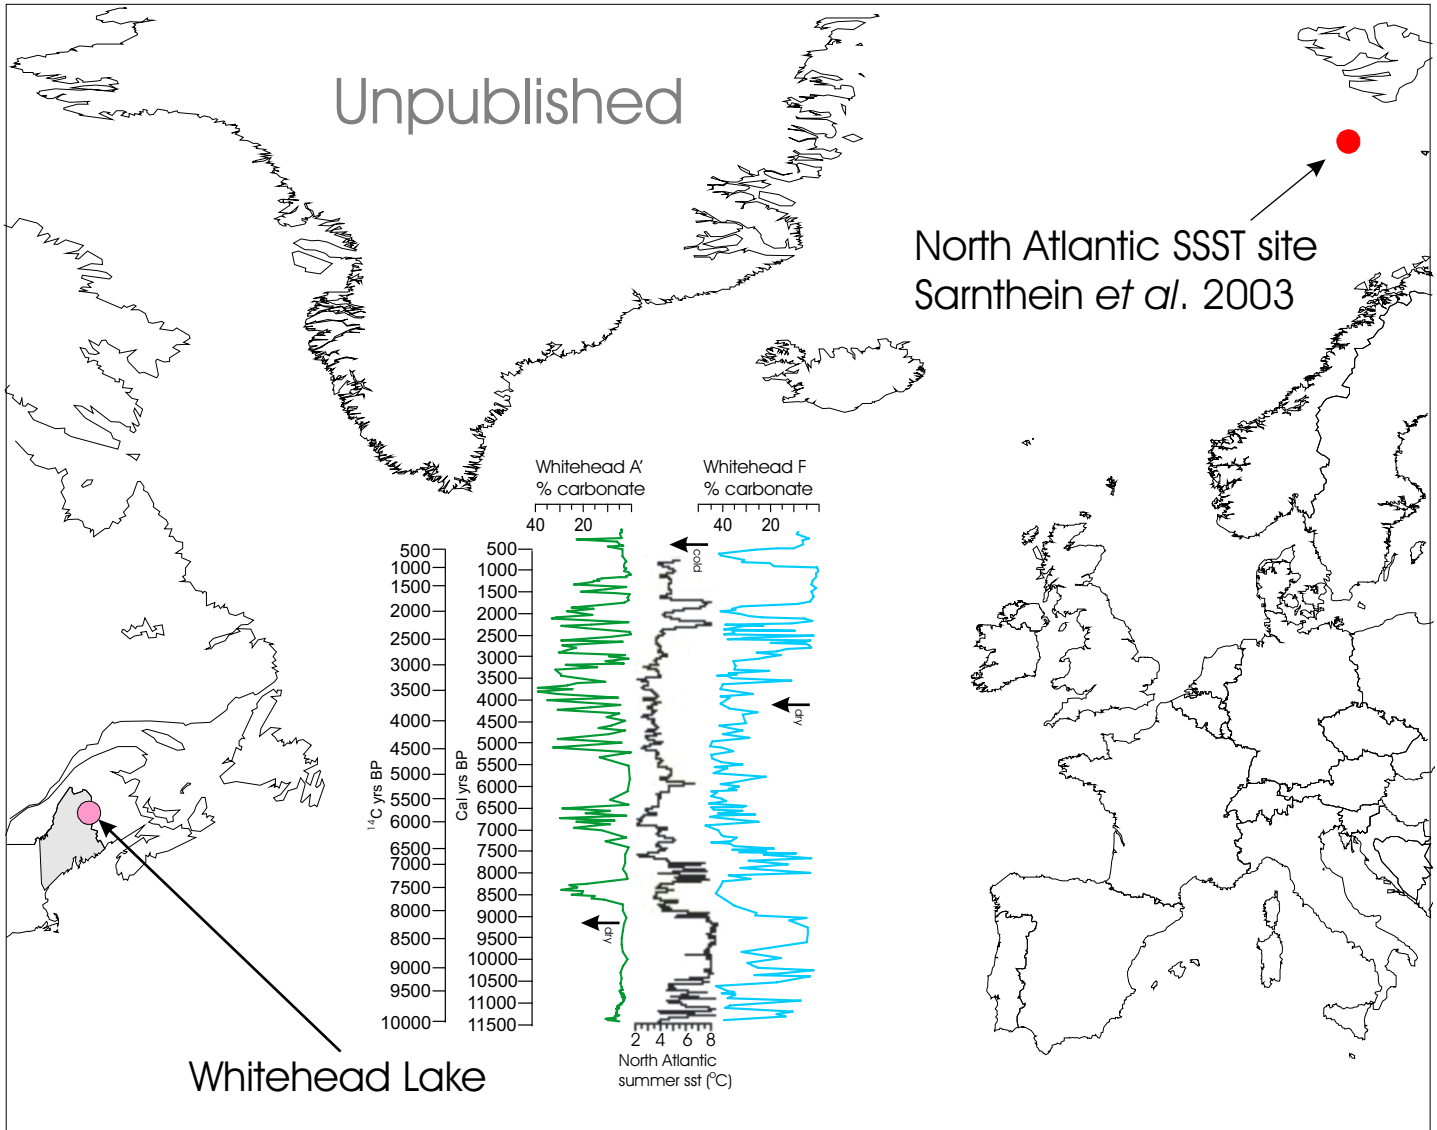 Unpublished
North Atlantic SSST site
Sarnthein et al. 2003
Whitehead A'
% carbonate
40 20
Whitehead F
% carbonate
40 20
14C yrs BP
500
1000
1500
2000
2500
3000
3500
4000
4500
5000
5500
6000
6500
7000
7500
8000
8500
9000
9500
10000
Cal yrs BP
500
1000
1500
2000
2500
3000
3500
4000
4500
5000
5500
6000
6500
7000
7500
8000
8500
9000
9500
10000
10500
11000
11500
cold
dry
dry
2 4 6 8
North Atlantic
summer sst (°C)
Whitehead Lake